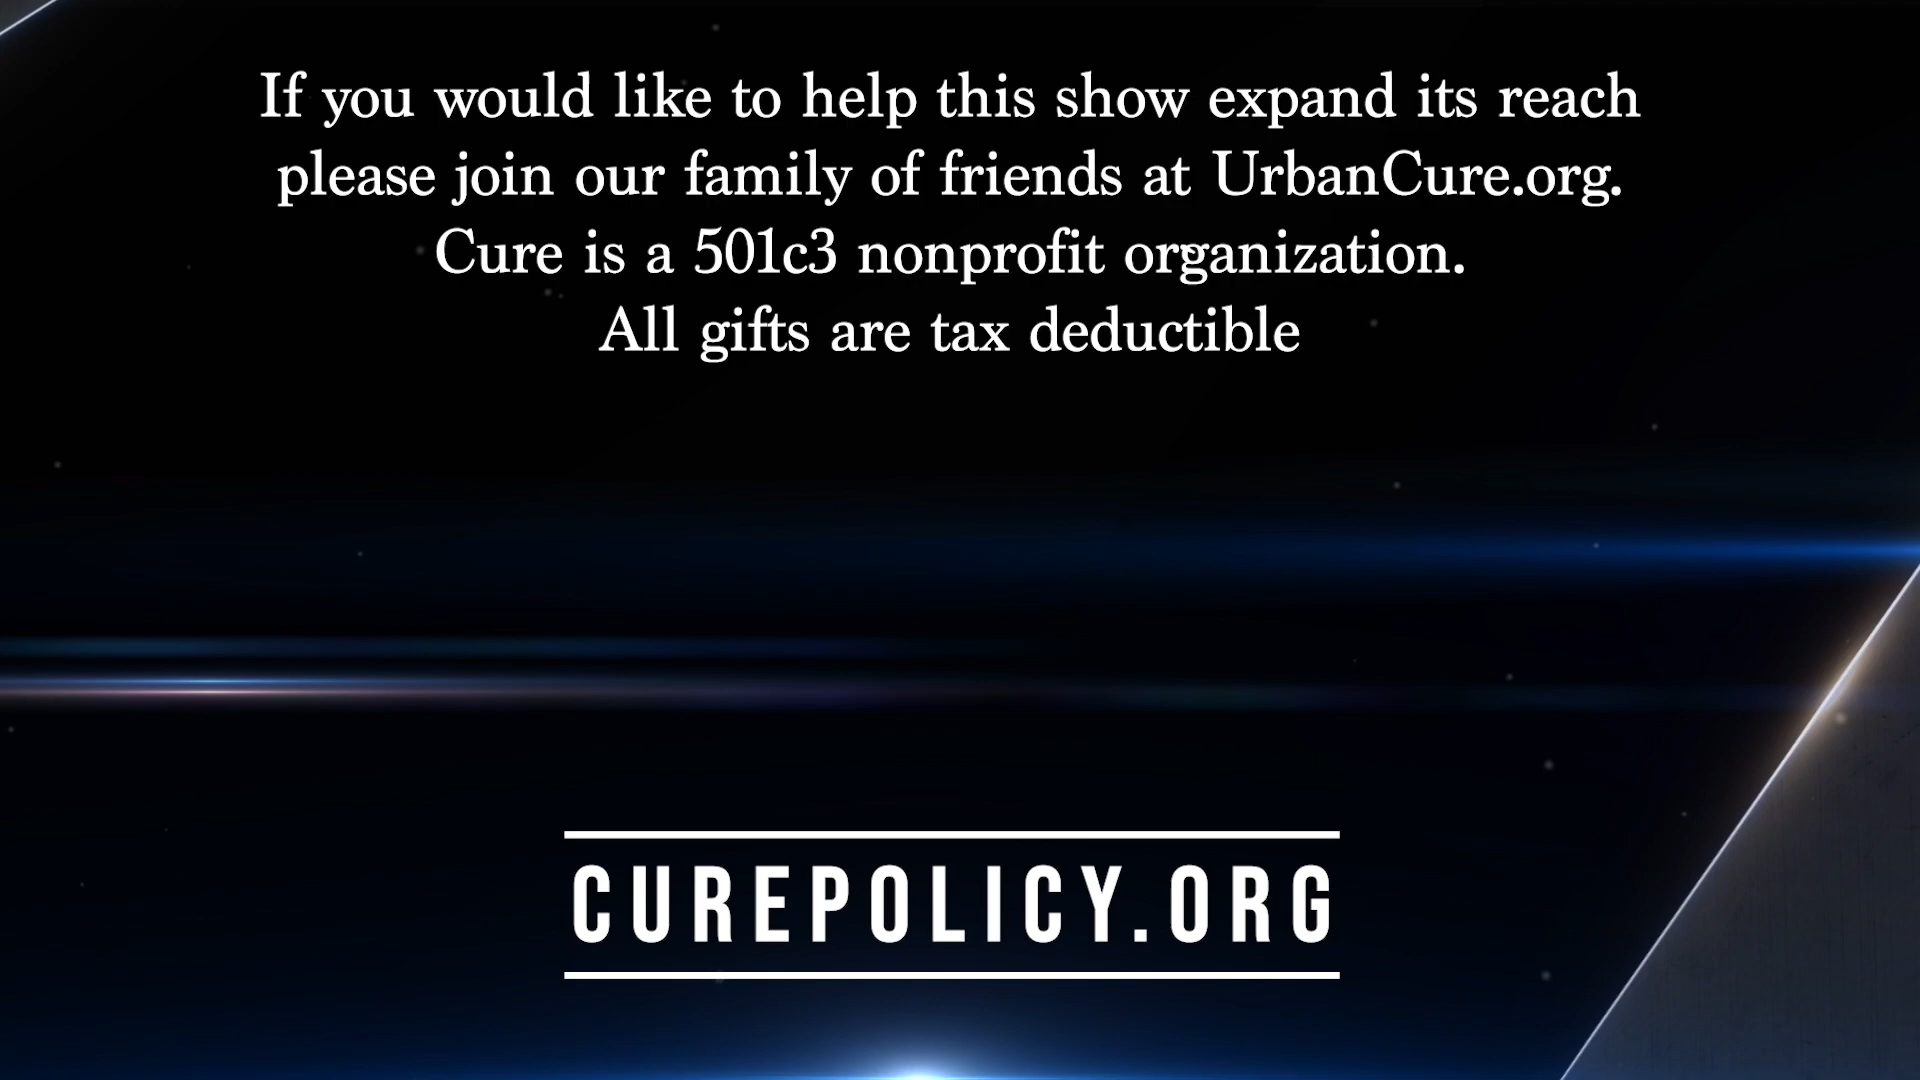 If you would like to help this show expand its reach
please join our family of friends at UrbanCure.org.
Cure is a 501c3 nonprofit organization.
All gifts are tax deductible
CUREPOLICY.ORG